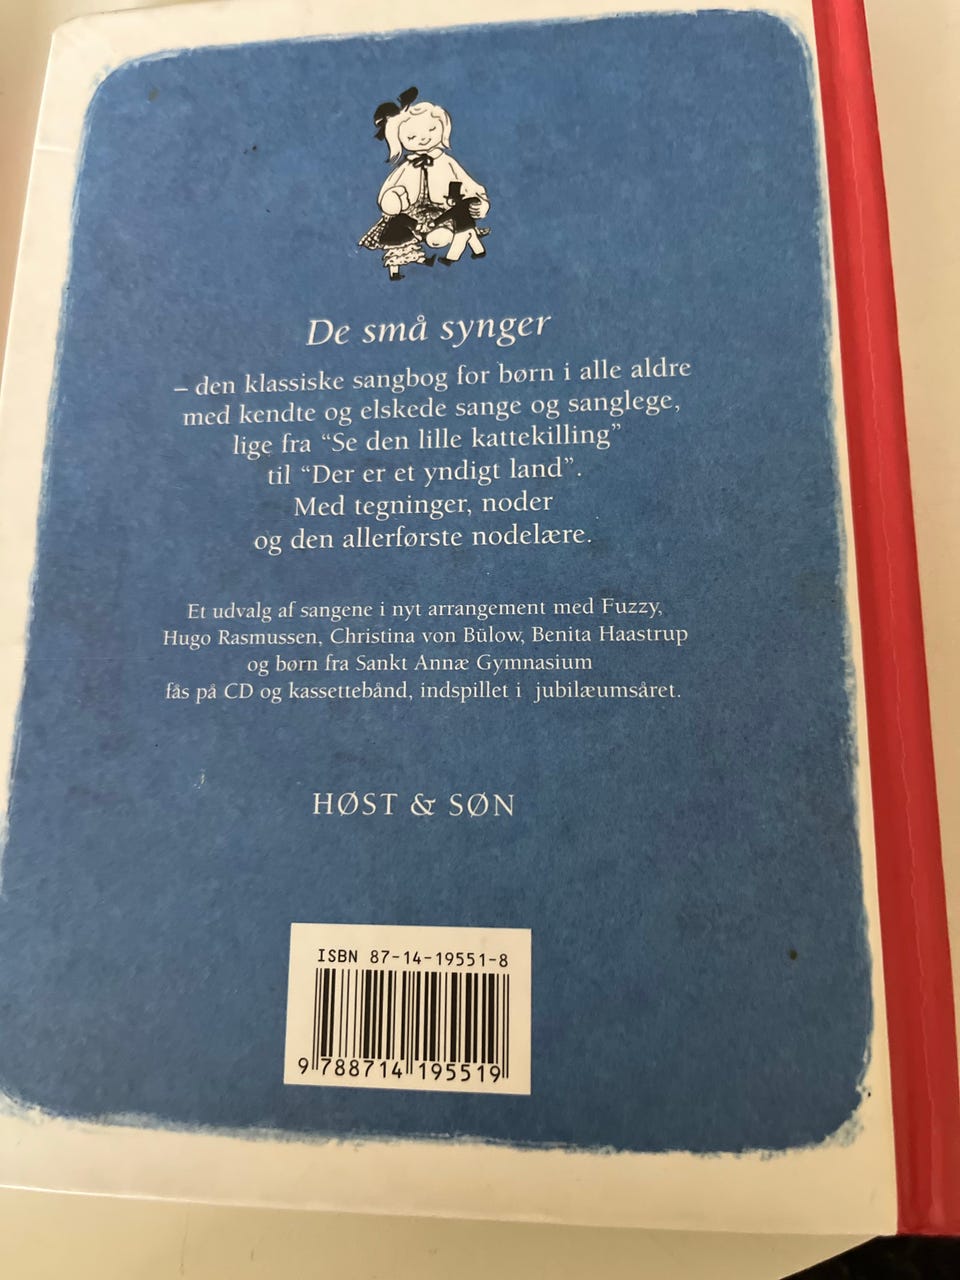 De små synger
– den klassiske sangbog for børn i alle aldre
med kendte og elskede sange og sanglege,
lige fra “Se den lille kattekilling”
til “Der er et yndigt land”.
Med tegninger, noder
og den allerførste nodelære.
Et udvalg af sangene i nyt arrangement med Fuzzy,
Hugo Rasmussen, Christina von Bülow, Benita Haastrup
og børn fra Sankt Annæ Gymnasium
fås på CD og kassettebånd, indspillet i jubilæumsåret.
HØST & SØN
ISBN 87-14-19551-8
9 788714 195519